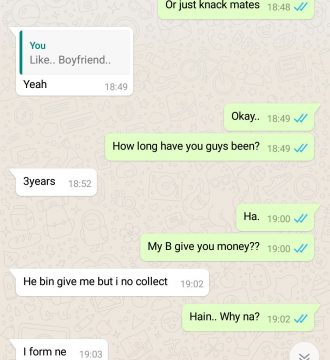 Or just knack mates 18:48
You
Like.. Boyfriend..
Yeah 18:49
Okay.. 18:49
How long have you guys been? 18:49
3years 18:52
Ha. 19:00
My B give you money?? 19:00
He bin give me but i no collect 19:02
Hain.. Why na? 19:02
I form ne 19:03